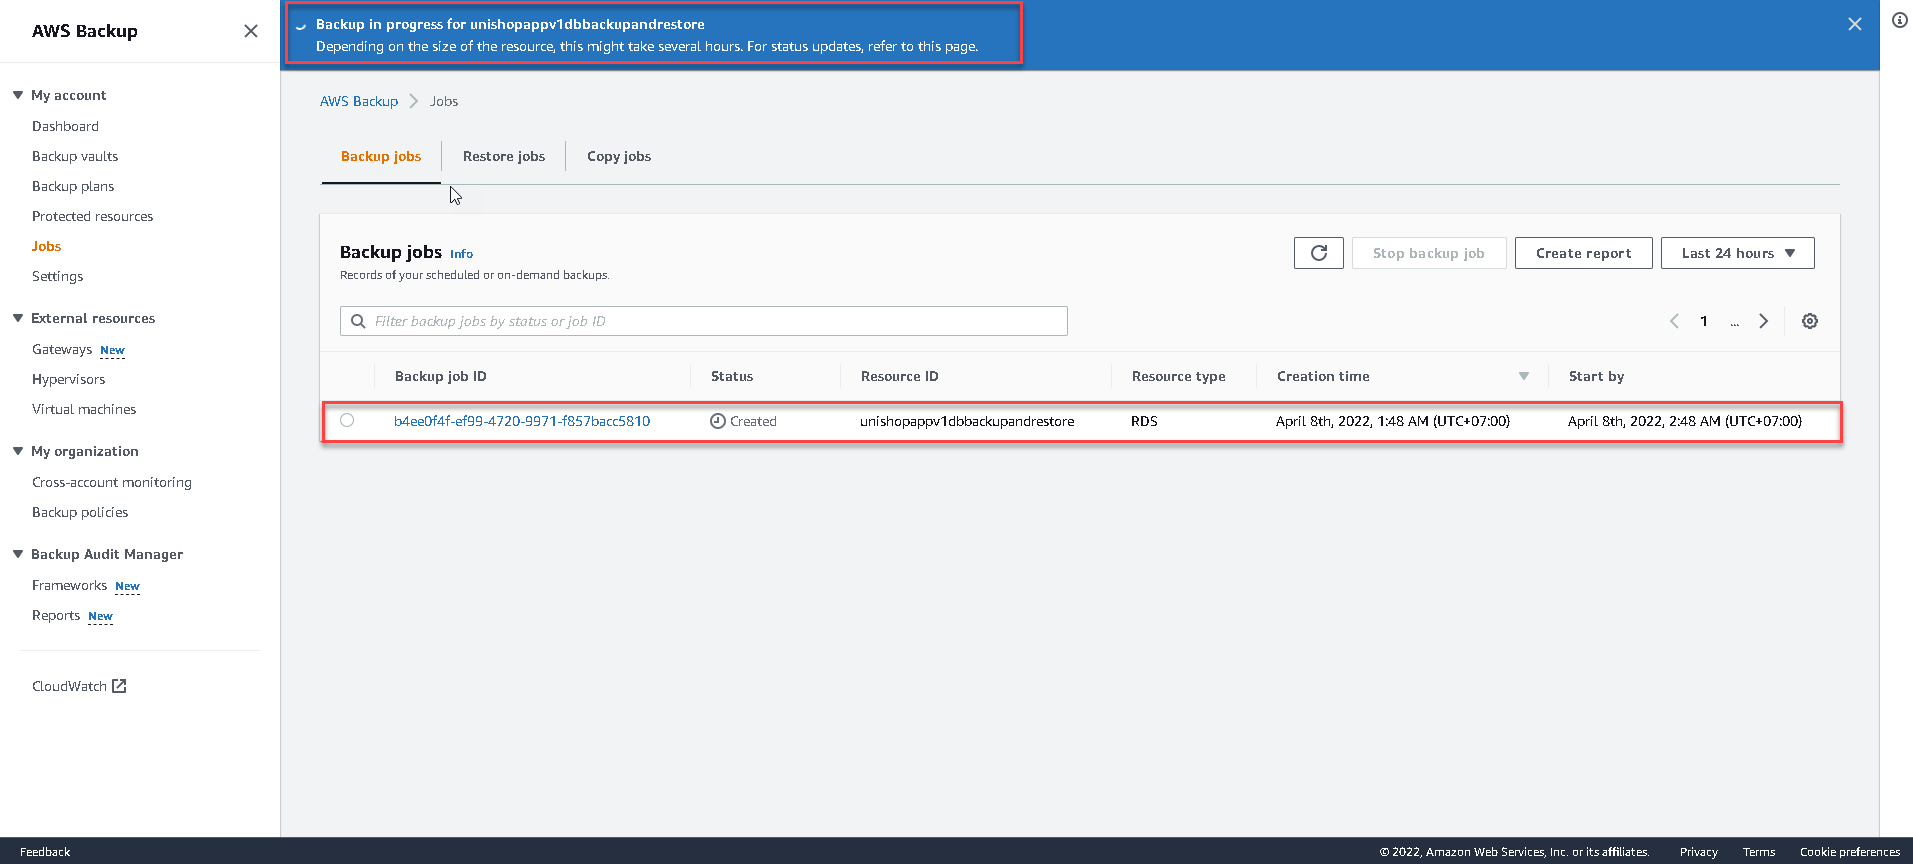 AWS Backup
My account
Dashboard
Backup vaults
Backup plans
Protected resources
Jobs
Settings
External resources
Gateways New
Hypervisors
Virtual machines
My organization
Cross-account monitoring
Backup policies
Backup Audit Manager
Frameworks New
Reports New
CloudWatch
Backup in progress for unishopappv1dbbackupandrestore
Depending on the size of the resource, this might take several hours. For status updates, refer to this page.
AWS Backup > Jobs
Backup jobs Restore jobs Copy jobs
Backup jobs Info
Records of your scheduled or on-demand backups.
Stop backup job Create report Last 24 hours
Filter backup jobs by status or job ID
1 ...
Backup job ID Status Resource ID Resource type Creation time Start by
b4ee0f4f-ef99-4720-9971-f857bacc5810 Created unishopappv1dbbackupandrestore RDS April 8th, 2022, 1:48 AM (UTC+07:00) April 8th, 2022, 2:48 AM (UTC+07:00)
Feedback © 2022, Amazon Web Services, Inc. or its affiliates. Privacy Terms Cookie preferences